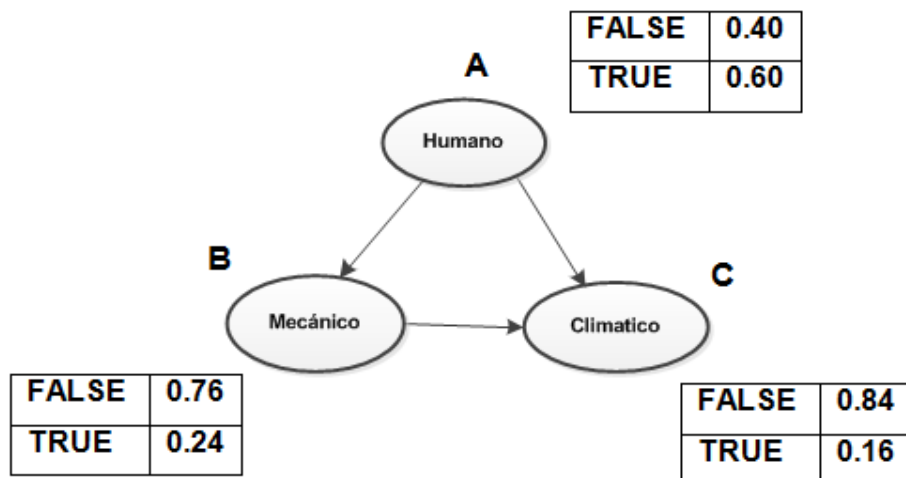 FALSE 0.40
TRUE 0.60
A
Humano
B
C
Mecánico
Climatico
FALSE 0.76
TRUE 0.24
FALSE 0.84
TRUE 0.16